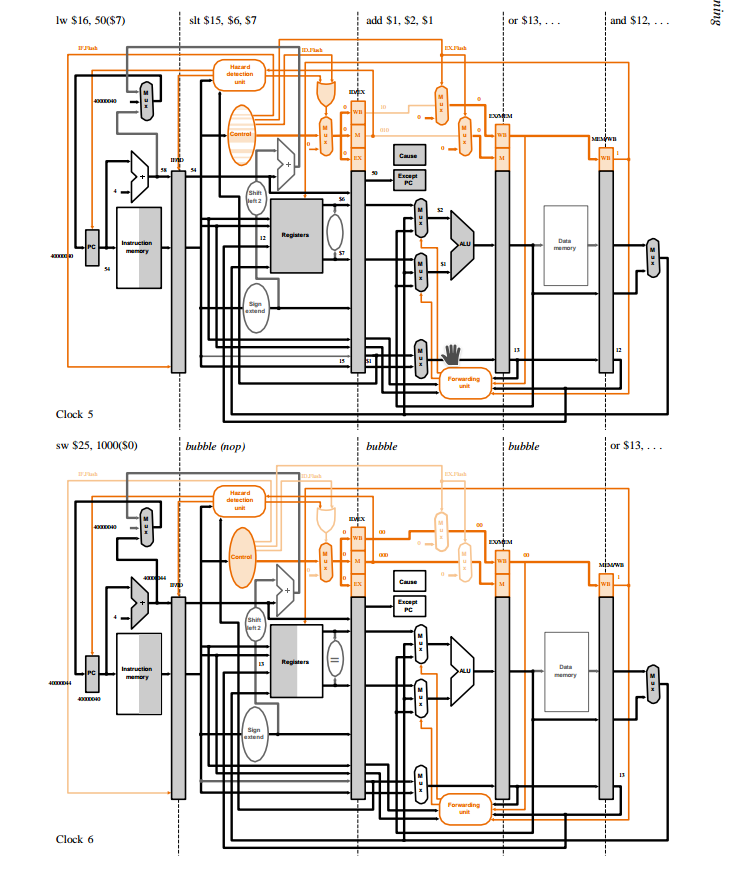 ning
lw $16, 50($7)
slt $15, $6, $7
add $1, $2, $1
or $13, . . .
and $12, . . .
IF.Flush
ID.Flush
EX.Flush
Hazard
detection
unit
M
u
x
40000040
ID/EX
0
WB
M
u
x
10
0
0
EX/MEM
Control
M
u
x
0
0
M
000
M
u
x
0
0
WB
0
MEM/WB
0
EX
Cause
M
WB
1
IF/ID
+
58
54
+
4
50
Except
PC
Shift
left 2
$6
M
u
x
$2
12
Registers
PC
Instruction
memory
ALU
Data
memory
M
u
x
40000040
54
$7
M
u
x
$1
Sign
extend
15
$1
M
u
x
13
12
Forwarding
unit
Clock 5
sw $25, 1000($0)
bubble (nop)
bubble
bubble
or $13, . . .
IF.Flush
ID.Flush
EX.Flush
Hazard
detection
unit
M
u
x
40000040
ID/EX
0
WB
00
M
u
x
00
EX/MEM
Control
M
u
x
0
0
M
000
M
u
x
0
WB
00
MEM/WB
0
EX
Cause
M
WB
1
40000044
IF/ID
+
+
4
Except
PC
Shift
left 2
M
u
x
13
Registers
=
PC
Instruction
memory
ALU
Data
memory
M
u
x
40000044
40000040
M
u
x
Sign
extend
M
u
x
13
Forwarding
unit
Clock 6